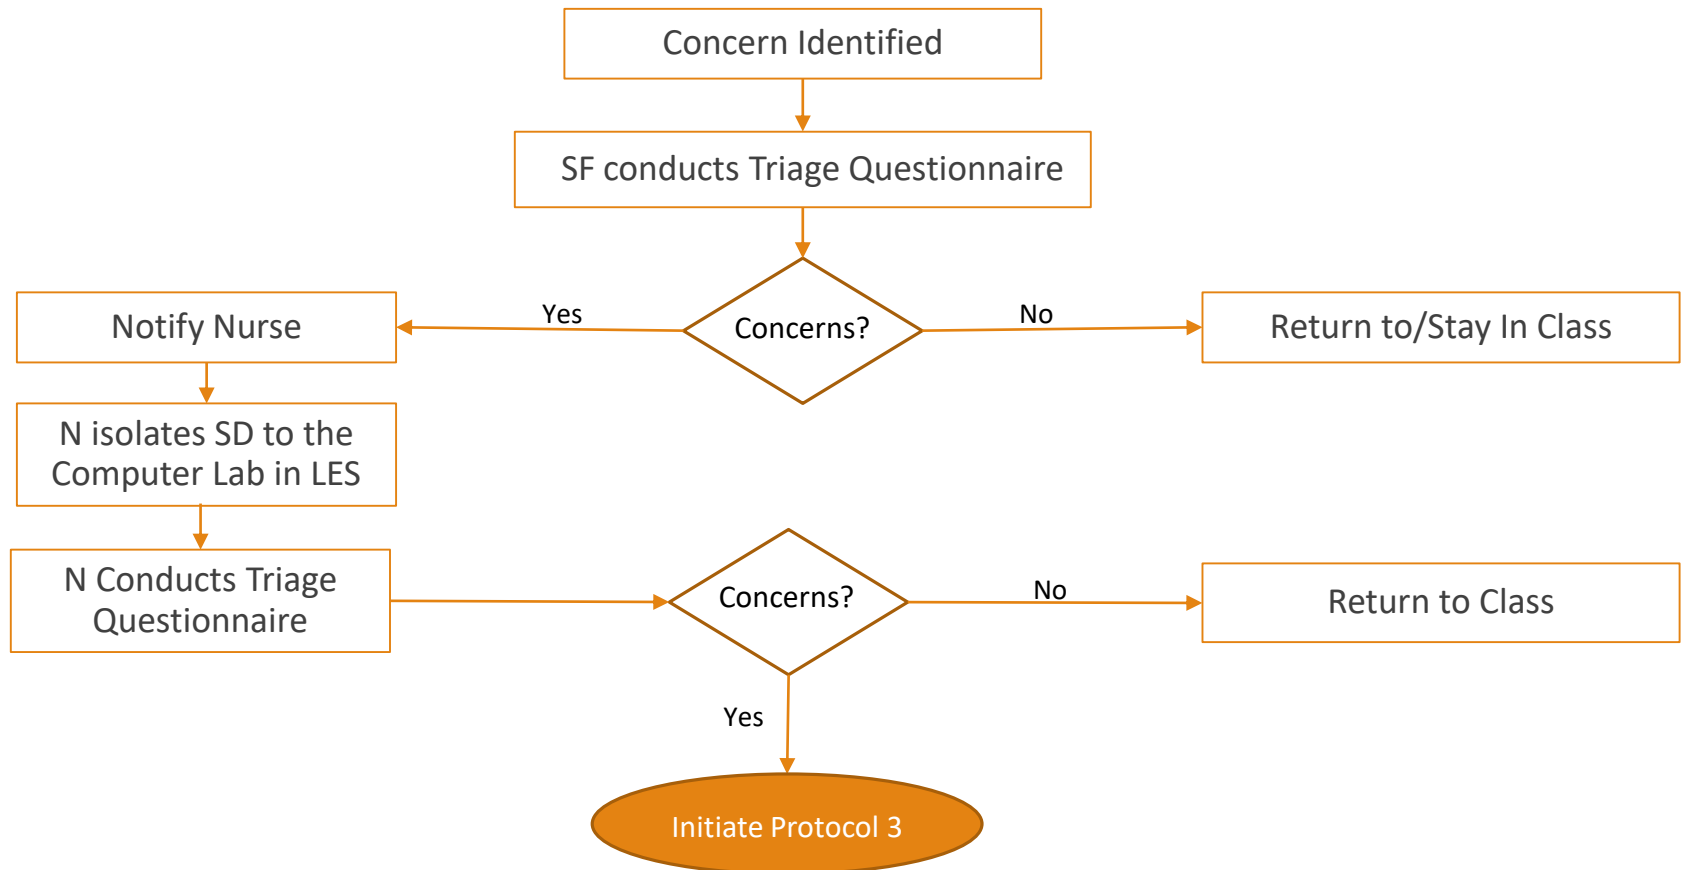 Concern Identified
SF conducts Triage Questionnaire
Notify Nurse
Yes
Concerns?
No
Return to/Stay In Class
N isolates SD to the
Computer Lab in LES
N Conducts Triage
Questionnaire
Concerns?
No
Return to Class
Yes
Initiate Protocol 3